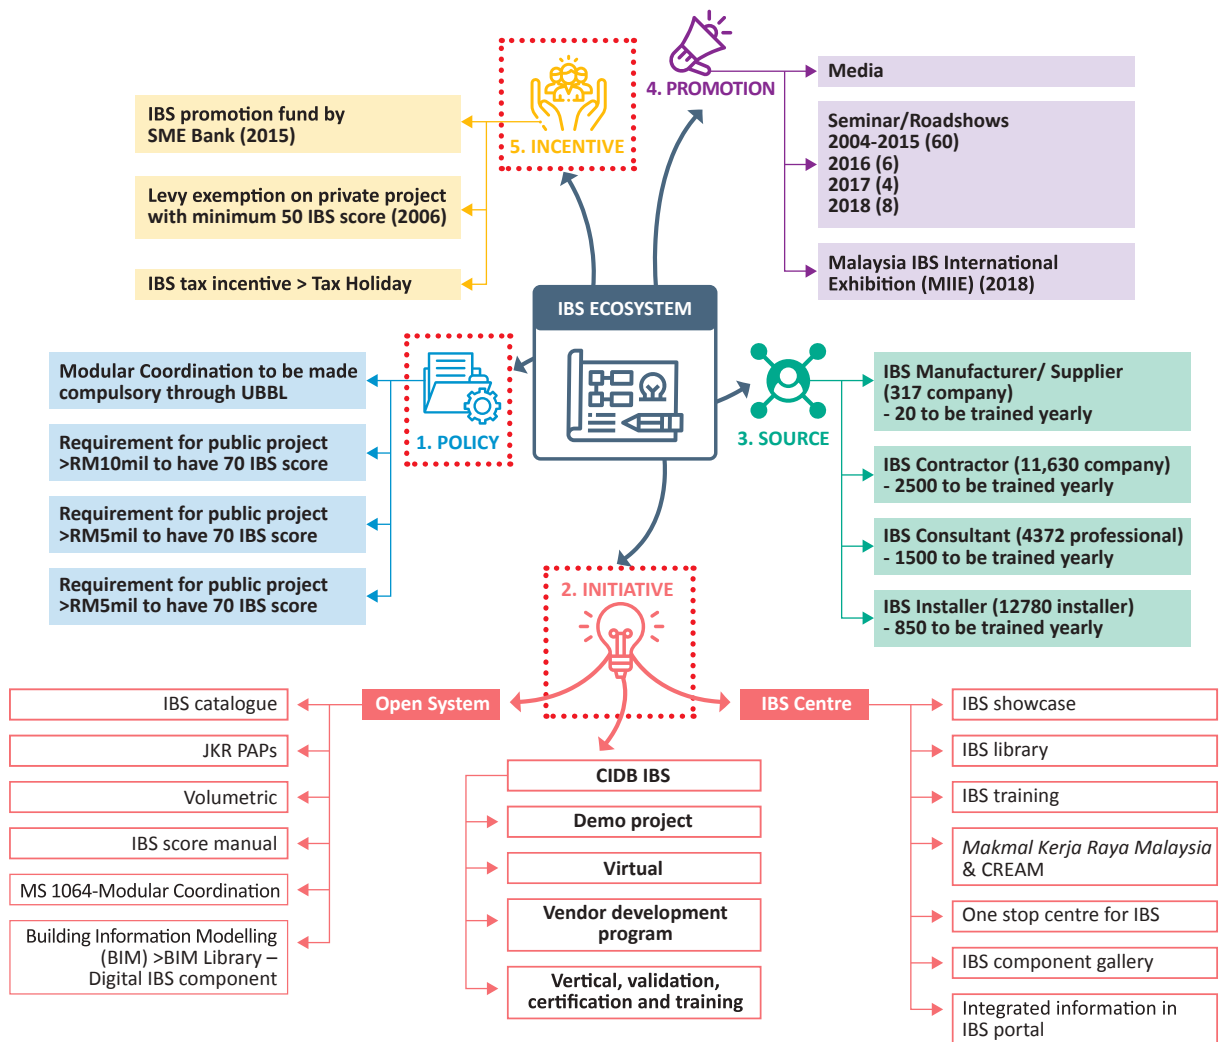 4. PROMOTION
Media
Seminar/Roadshows
2004-2015 (60)
2016 (6)
2017 (4)
2018 (8)
Malaysia IBS International
Exhibition (MIIE) (2018)
5. INCENTIVE
IBS promotion fund by
SME Bank (2015)
Levy exemption on private project
with minimum 50 IBS score (2006)
IBS tax incentive > Tax Holiday
IBS ECOSYSTEM
1. POLICY
Modular Coordination to be made
compulsory through UBBL
Requirement for public project
>RM10mil to have 70 IBS score
Requirement for public project
>RM5mil to have 70 IBS score
Requirement for public project
>RM5mil to have 70 IBS score
3. SOURCE
IBS Manufacturer/ Supplier
(317 company)
- 20 to be trained yearly
IBS Contractor (11,630 company)
- 2500 to be trained yearly
IBS Consultant (4372 professional)
- 1500 to be trained yearly
IBS Installer (12780 installer)
- 850 to be trained yearly
2. INITIATIVE
Open System
IBS catalogue
JKR PAPs
Volumetric
IBS score manual
MS 1064-Modular Coordination
Building Information Modelling
(BIM) >BIM Library –
Digital IBS component
CIDB IBS
Demo project
Virtual
Vendor development
program
Vertical, validation,
certification and training
IBS Centre
IBS showcase
IBS library
IBS training
Makmal Kerja Raya Malaysia
& CREAM
One stop centre for IBS
IBS component gallery
Integrated information in
IBS portal